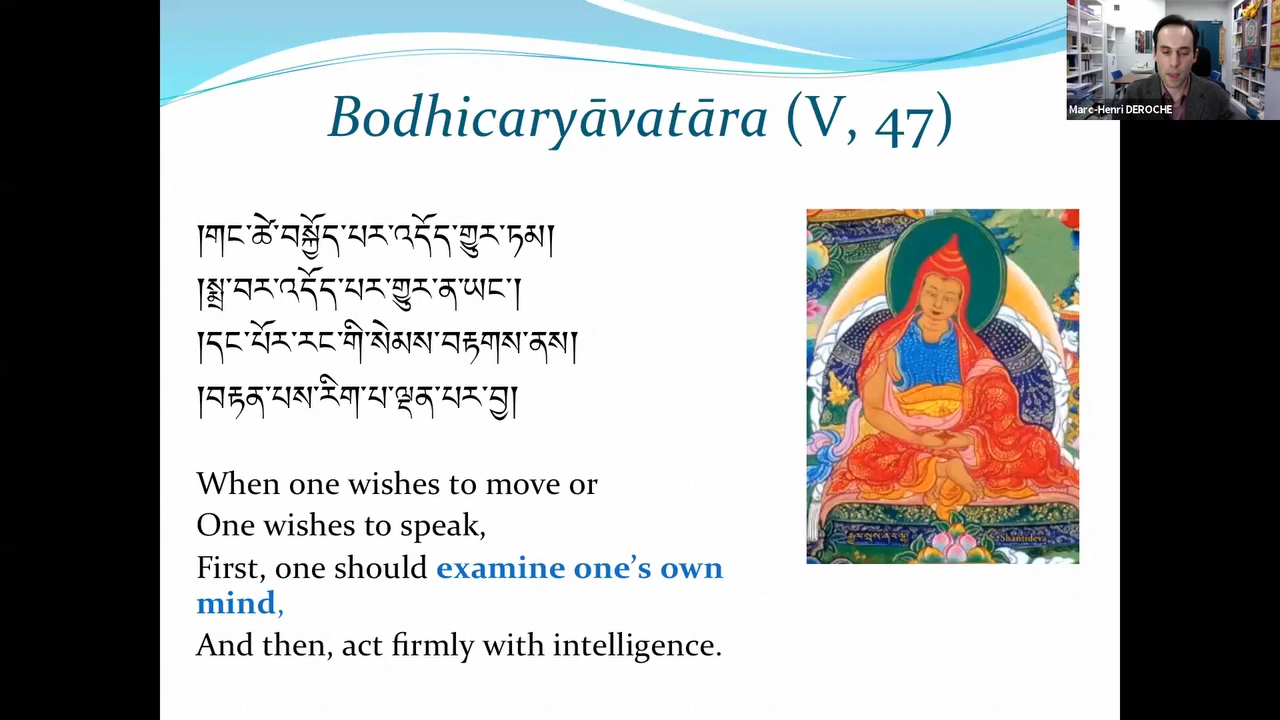 Bodhicaryāvatāra (V, 47)
Marc-Henri DEROCHE
།གང་ཚེ་བསྐྱོད་པར་འདོད་གྱུར་ཏམ།
།སྨྲ་བར་འདོད་པར་གྱུར་ན་ཡང་།
།དང་པོར་རང་གི་སེམས་བརྟགས་ནས།
།བརྟན་པས་རིག་པ་ལྡན་པར་བྱ།
When one wishes to move or
One wishes to speak,
First, one should examine one’s own
mind,
And then, act firmly with intelligence.
Shantideva